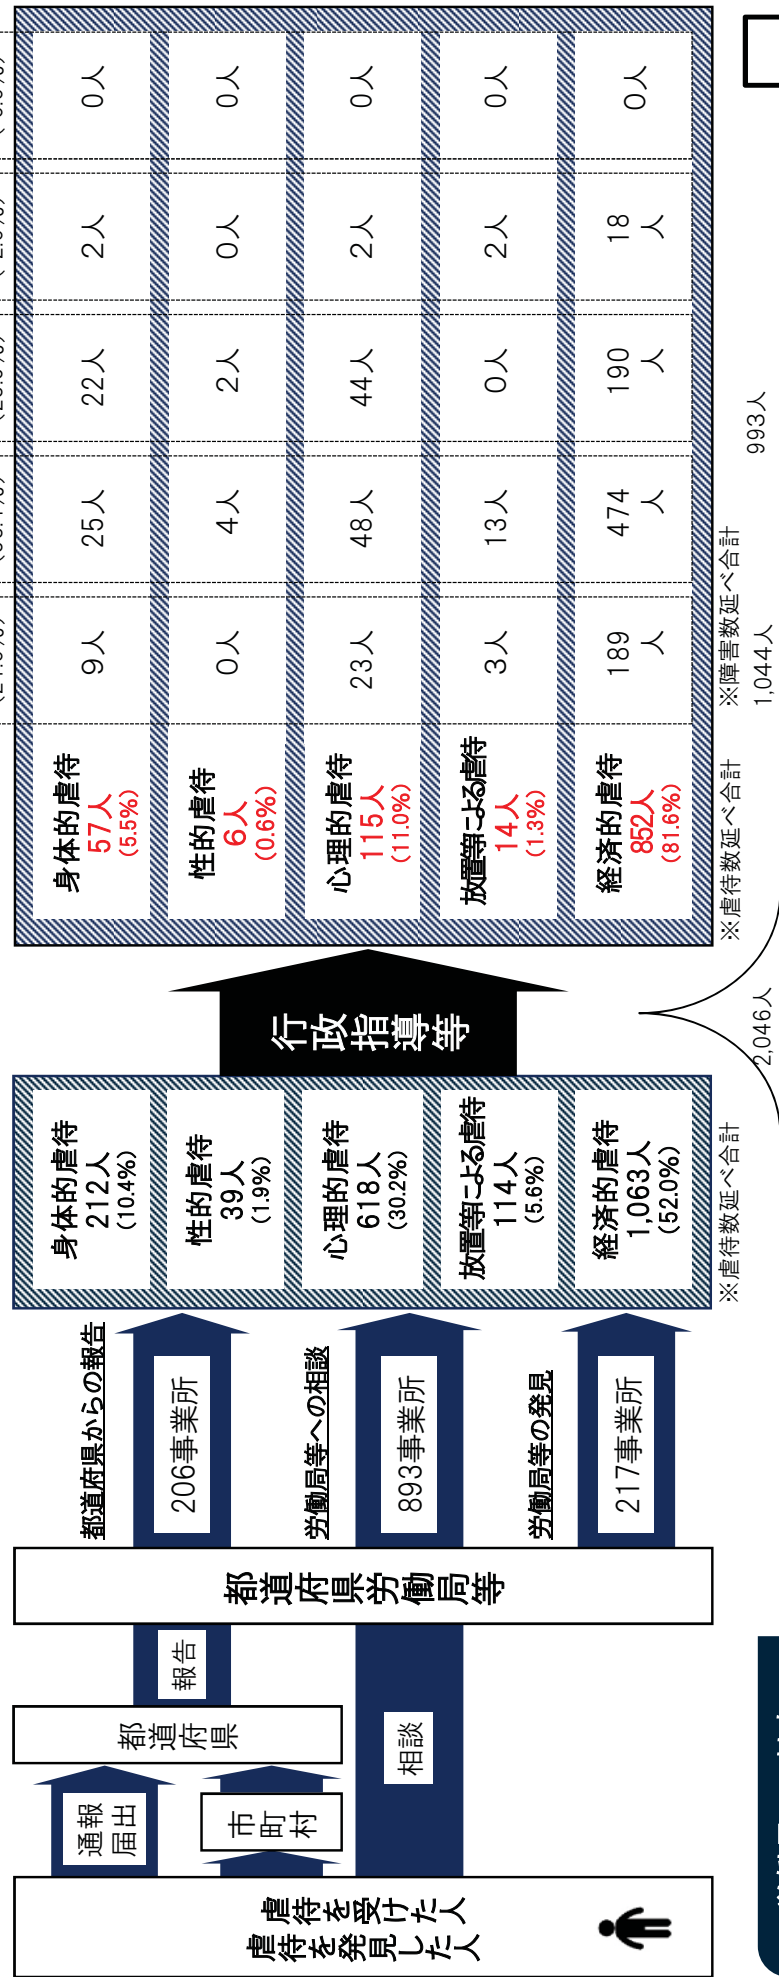 虐待を受けた人
虐待を発見した人
通報
届出
市町村
都道府県
報告
相談
都道府県労働局等
都道府県からの報告
206事業所
労働局等への相談
893事業所
労働局等の発見
217事業所
身体的虐待
212人
(10.4%)
性的虐待
39人
(1.9%)
心理的虐待
618人
(30.2%)
放置等による虐待
114人
(5.6%)
経済的虐待
1,063人
(52.0%)
※虐待数延べ合計
2,046人
行政指導等
身体的虐待
57人
(5.5%)
9人
25人
22人
2人
0人
性的虐待
6人
(0.6%)
0人
4人
2人
0人
0人
心理的虐待
115人
(11.0%)
23人
48人
44人
2人
0人
放置等による虐待
14人
(1.3%)
3人
13人
0人
2人
0人
経済的虐待
852人
(81.6%)
189
人
474
人
190
人
18
人
0人
※虐待数延べ合計
1,044人
※障害数延べ合計
993人